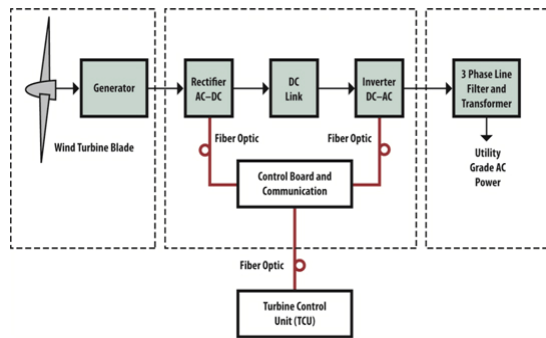 Generator
Rectifier
AC–DC
DC
Link
Inverter
DC–AC
3 Phase Line
Filter and
Transformer
Wind Turbine Blade
Fiber Optic
Fiber Optic
Utility
Grade AC
Power
Control Board and
Communication
Fiber Optic
Turbine Control
Unit (TCU)